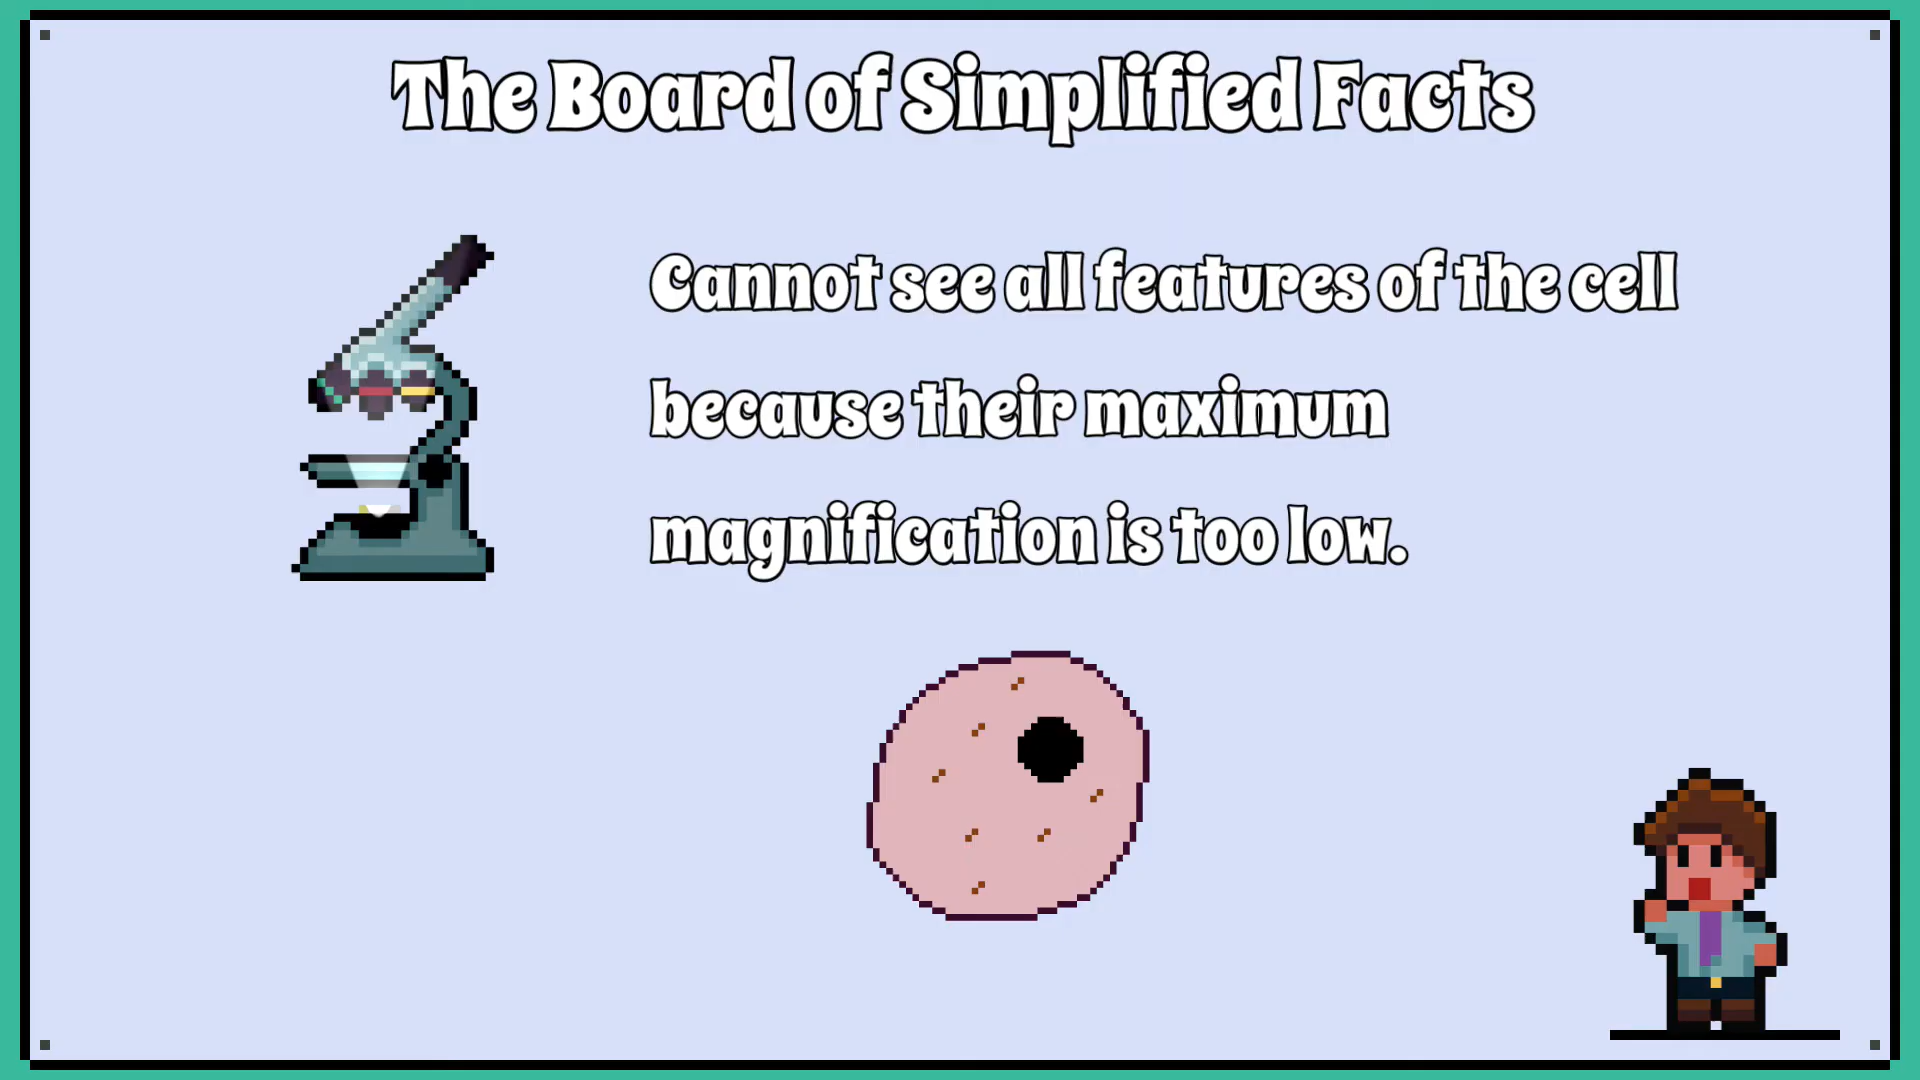 The Board of Simplified Facts
Cannot see all features of the cell
because their maximum
magnification is too low.